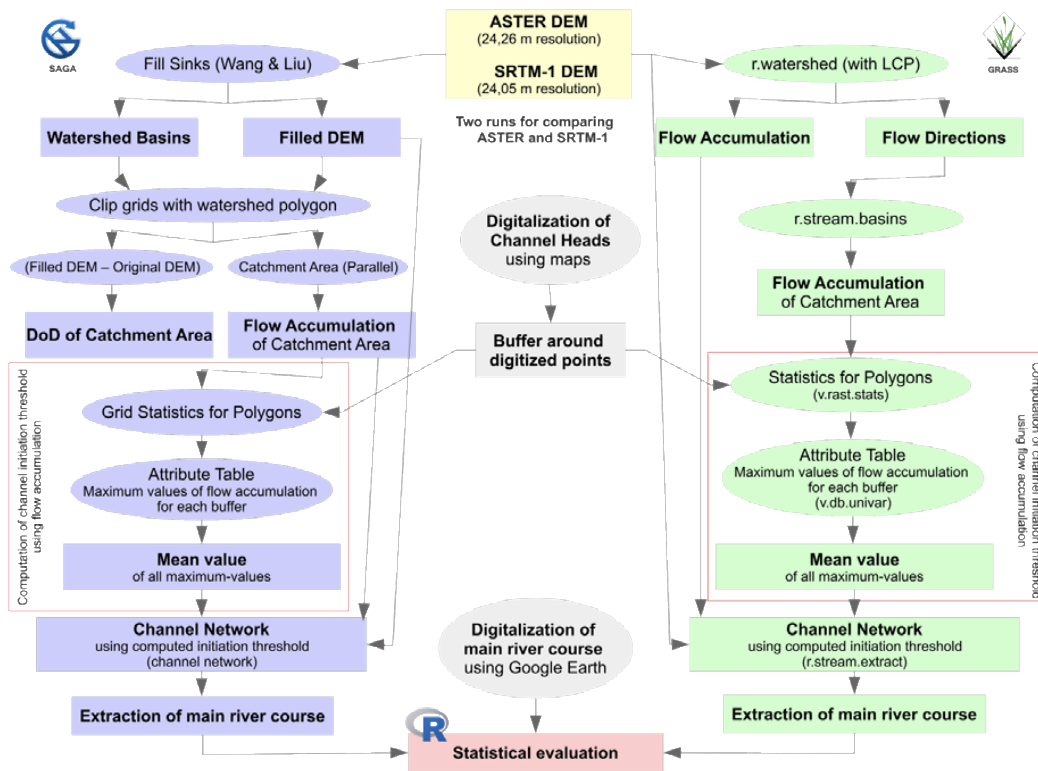 ASTER DEM
(24,26 m resolution)
SRTM-1 DEM
(24,05 m resolution)
Two runs for comparing
ASTER and SRTM-1
SAGA
Fill Sinks (Wang & Liu)
Watershed Basins
Filled DEM
Clip grids with watershed polygon
(Filled DEM – Original DEM)
Catchment Area (Parallel)
DoD of Catchment Area
Flow Accumulation
of Catchment Area
Computation of channel initiation threshold
using flow accumulation
Grid Statistics for Polygons
Attribute Table
Maximum values of flow accumulation
for each buffer
Mean value
of all maximum-values
Channel Network
using computed initiation threshold
(channel network)
Extraction of main river course
Digitalization of
Channel Heads
using maps
Buffer around
digitized points
Digitalization of
main river course
using Google Earth
R
Statistical evaluation
GRASS
r.watershed (with LCP)
Flow Accumulation
Flow Directions
r.stream.basins
Flow Accumulation
of Catchment Area
Statistics for Polygons
(v.rast.stats)
Attribute Table
Maximum values of flow accumulation
for each buffer
(v.db.univar)
Mean value
of all maximum-values
Computation of channel initiation threshold
using flow accumulation
Channel Network
using computed initiation threshold
(r.stream.extract)
Extraction of main river course